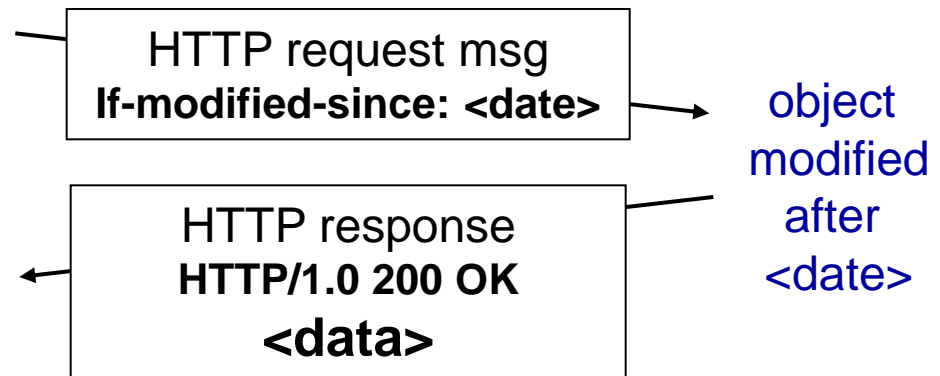 HTTP request msg
If-modified-since: <date>
object
modified
after
<date>
HTTP response
HTTP/1.0 200 OK
<data>